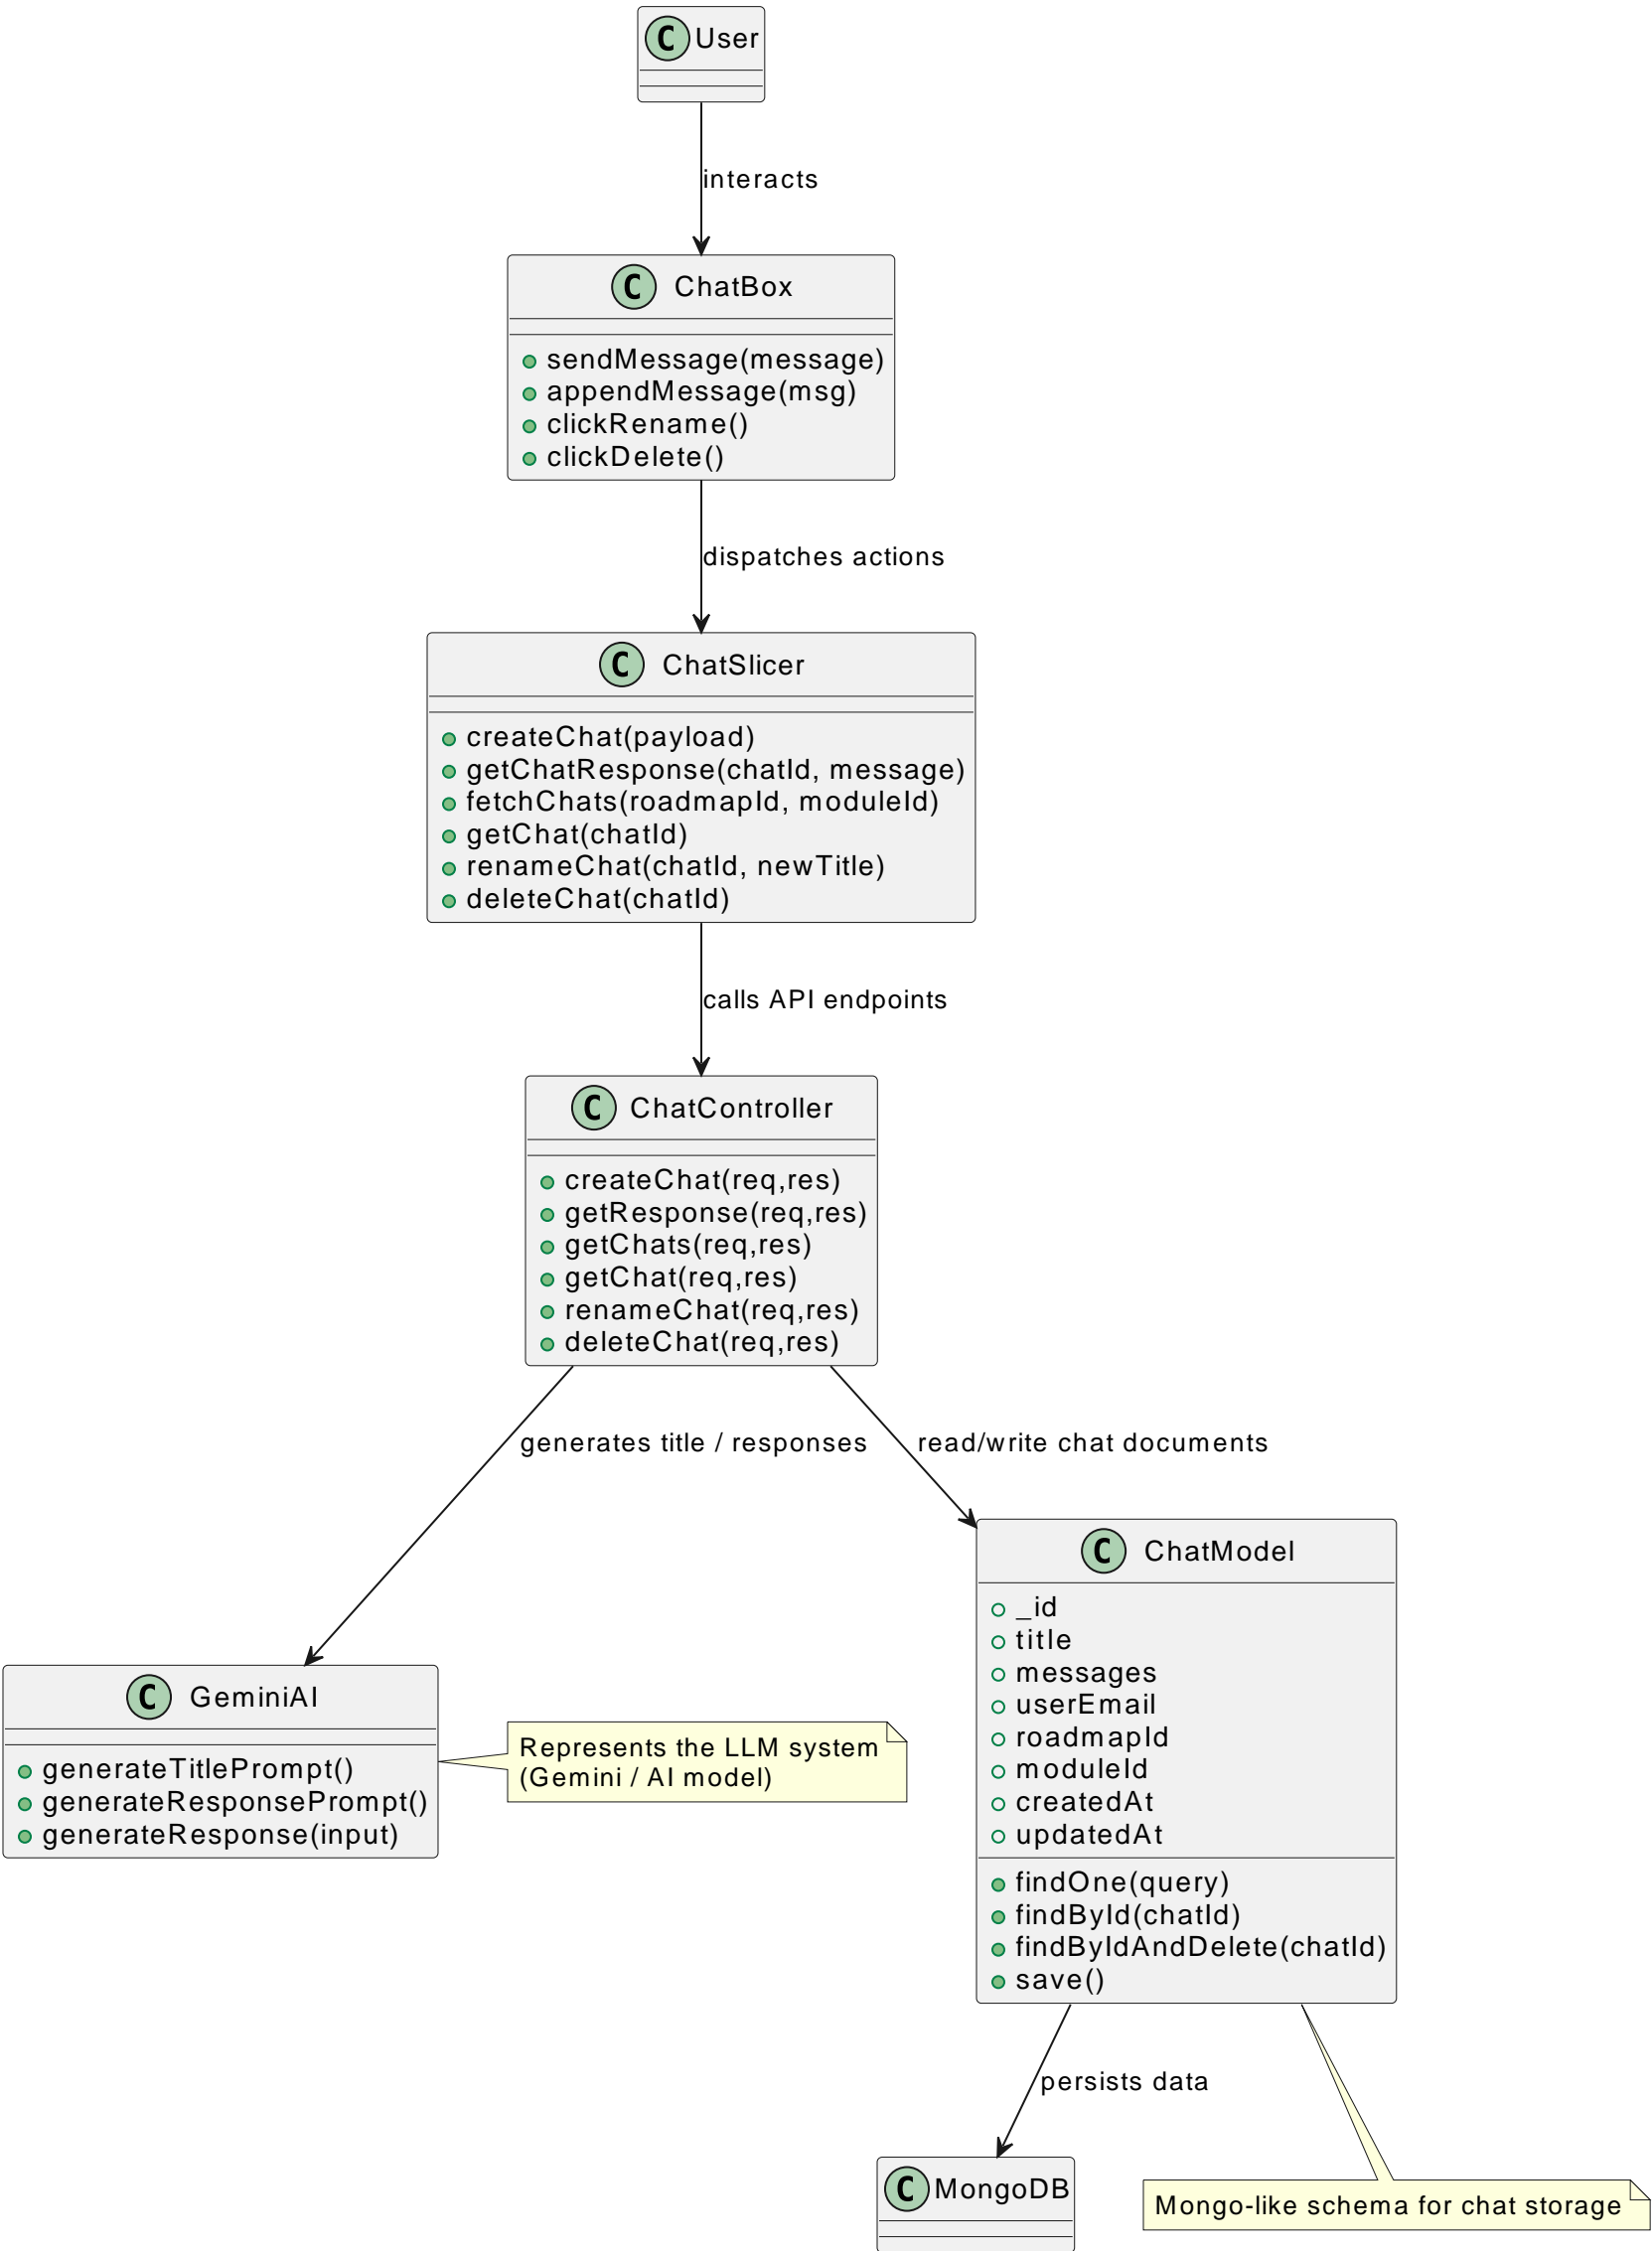 C User
interacts
C ChatBox
sendMessage(message)
appendMessage(msg)
clickRename()
clickDelete()
dispatches actions
C ChatSlicer
createChat(payload)
getChatResponse(chatId, message)
fetchChats(roadmapId, moduleId)
getChat(chatId)
renameChat(chatId, newTitle)
deleteChat(chatId)
calls API endpoints
C ChatController
createChat(req,res)
getResponse(req,res)
getChats(req,res)
getChat(req,res)
renameChat(req,res)
deleteChat(req,res)
generates title / responses
read/write chat documents
C ChatModel
_id
title
messages
userEmail
roadmapId
moduleId
createdAt
updatedAt
findOne(query)
findById(chatId)
findByIdAndDelete(chatId)
save()
C GeminiAI
generateTitlePrompt()
generateResponsePrompt()
generateResponse(input)
Represents the LLM system
(Gemini / AI model)
persists data
C MongoDB
Mongo-like schema for chat storage